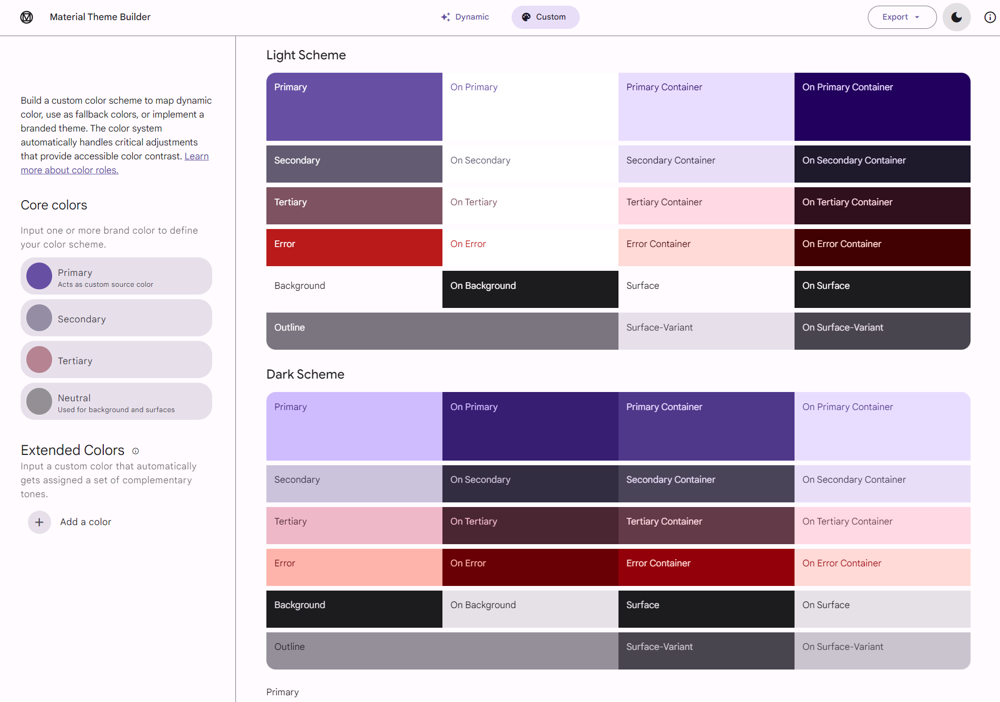 Material Theme Builder
Dynamic
Custom
Export
Build a custom color scheme to map dynamic
color, use as fallback colors, or implement a
branded theme. The color system
automatically handles critical adjustments
that provide accessible color contrast. Learn
more about color roles.
Core colors
Input one or more brand color to define
your color scheme.
Primary
Acts as custom source color
Secondary
Tertiary
Neutral
Used for background and surfaces
Extended Colors
Input a custom color that automatically
gets assigned a set of complementary
tones.
Add a color
Light Scheme
Primary
On Primary
Primary Container
On Primary Container
Secondary
On Secondary
Secondary Container
On Secondary Container
Tertiary
On Tertiary
Tertiary Container
On Tertiary Container
Error
On Error
Error Container
On Error Container
Background
On Background
Surface
On Surface
Outline
Surface-Variant
On Surface-Variant
Dark Scheme
Primary
On Primary
Primary Container
On Primary Container
Secondary
On Secondary
Secondary Container
On Secondary Container
Tertiary
On Tertiary
Tertiary Container
On Tertiary Container
Error
On Error
Error Container
On Error Container
Background
On Background
Surface
On Surface
Outline
Surface-Variant
On Surface-Variant
Primary